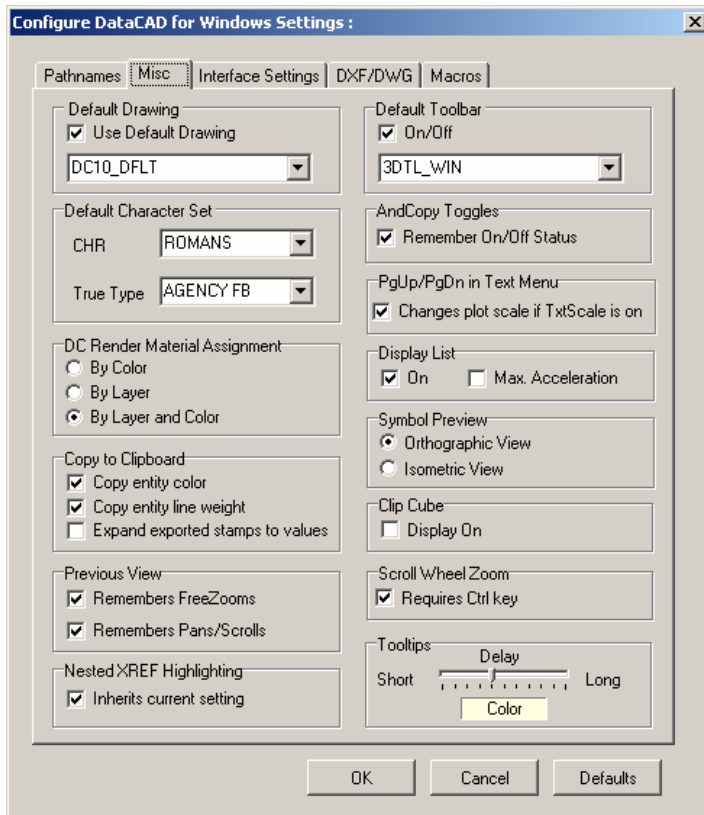 Configure DataCAD for Windows Settings :
Pathnames Misc Interface Settings DXF/DWG Macros
Default Drawing
Use Default Drawing
DC10_DFLT
Default Character Set
CHR ROMANS
True Type AGENCY FB
DC Render Material Assignment
By Color
By Layer
By Layer and Color
Copy to Clipboard
Copy entity color
Copy entity line weight
Expand exported stamps to values
Previous View
Remembers FreeZooms
Remembers Pans/Scrolls
Nested XREF Highlighting
Inherits current setting
Default Toolbar
On/Off
3DTL_WIN
AndCopy Toggles
Remember On/Off Status
PgUp/PgDn in Text Menu
Changes plot scale if TxtScale is on
Display List
On Max. Acceleration
Symbol Preview
Orthographic View
Isometric View
Clip Cube
Display On
Scroll Wheel Zoom
Requires Ctrl key
Tooltips
Delay
Short Long
Color
OK Cancel Defaults